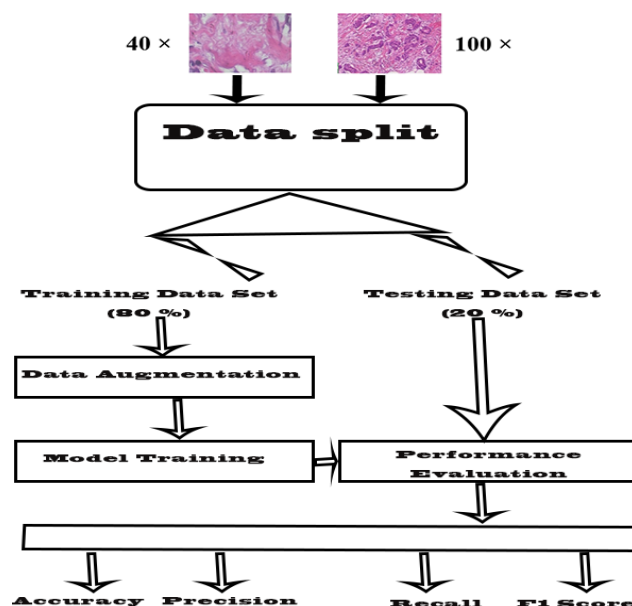 40 ×
100 ×
Data split
Training Data Set
(80 %)
Testing Data Set
(20 %)
Data Augmentation
Model Training
Performance
Evaluation
Accuracy
Precision
Recall
F1 Score